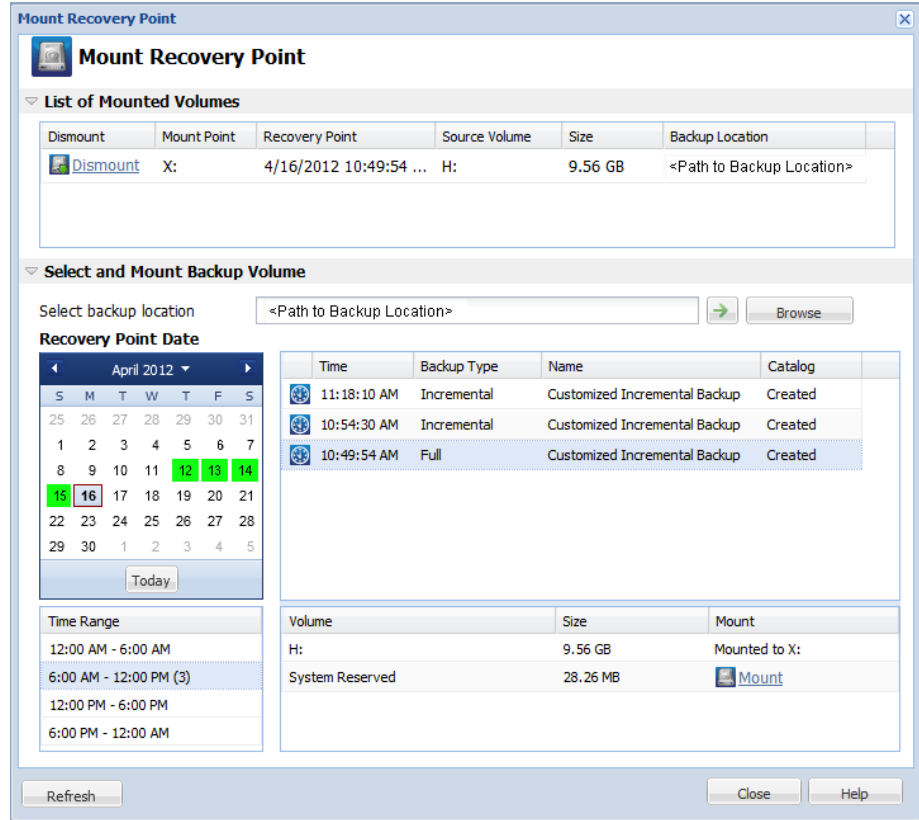 Mount Recovery Point
Mount Recovery Point
List of Mounted Volumes
Dismount Mount Point Recovery Point Source Volume Size Backup Location
Dismount X: 4/16/2012 10:49:54 ... H: 9.56 GB <Path to Backup Location>
Select and Mount Backup Volume
Select backup location <Path to Backup Location> Browse
Recovery Point Date
April 2012
S M T W T F S
25 26 27 28 29 30 31
1 2 3 4 5 6 7
8 9 10 11 12 13 14
15 16 17 18 19 20 21
22 23 24 25 26 27 28
29 30 1 2 3 4 5
Today
Time Backup Type Name Catalog
11:18:10 AM Incremental Customized Incremental Backup Created
10:54:30 AM Incremental Customized Incremental Backup Created
10:49:54 AM Full Customized Incremental Backup Created
Time Range
12:00 AM - 6:00 AM
6:00 AM - 12:00 PM (3)
12:00 PM - 6:00 PM
6:00 PM - 12:00 AM
Volume Size Mount
H: 9.56 GB Mounted to X:
System Reserved 28.26 MB Mount
Refresh Close Help